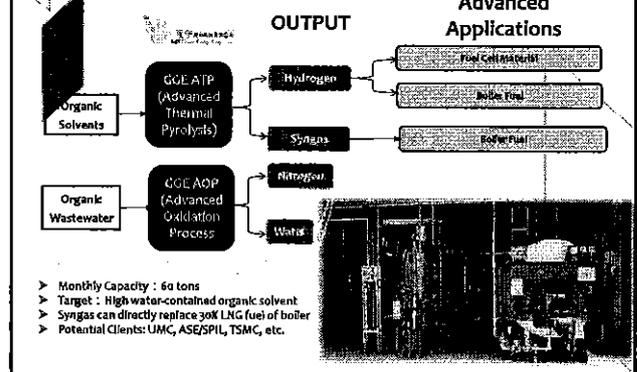 Advanced
OUTPUT
Applications
GGE ATP
(Advanced
Thermal
Pyrolysis)
Organic
Solvents
Hydrogen
Fuel Cell Material
Boiler Fuel
Syngas
Boiler Fuel
GGE AOP
(Advanced
Oxidation
Process
Organic
Wastewater
Nitrogen
Water
➢ Monthly Capacity : 60 tons
➢ Target : High water-contained organic solvent
➢ Syngas can directly replace 30% LNG fuel of boiler
➢ Potential Clients: UMC, ASE/SPIL, TSMC, etc.